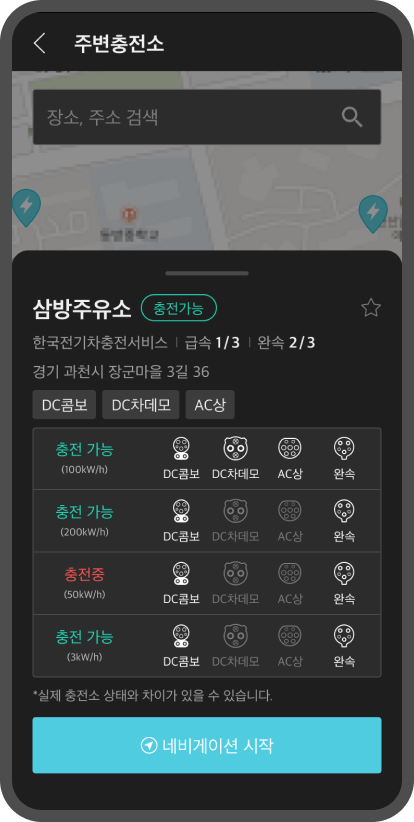 주변충전소
장소, 주소 검색
삼방주유소 충전가능
한국전기차충전서비스 | 급속 1/3 | 완속 2/3
경기 과천시 장군마을 3길 36
DC콤보 DC차데모 AC상
충전 가능
(100kW/h)
DC콤보 DC차데모 AC상 완속
충전 가능
(200kW/h)
DC콤보 DC차데모 AC상 완속
충전중
(50kW/h)
DC콤보 DC차데모 AC상 완속
충전 가능
(3kW/h)
DC콤보 DC차데모 AC상 완속
*실제 충전소 상태와 차이가 있을 수 있습니다.
네비게이션 시작